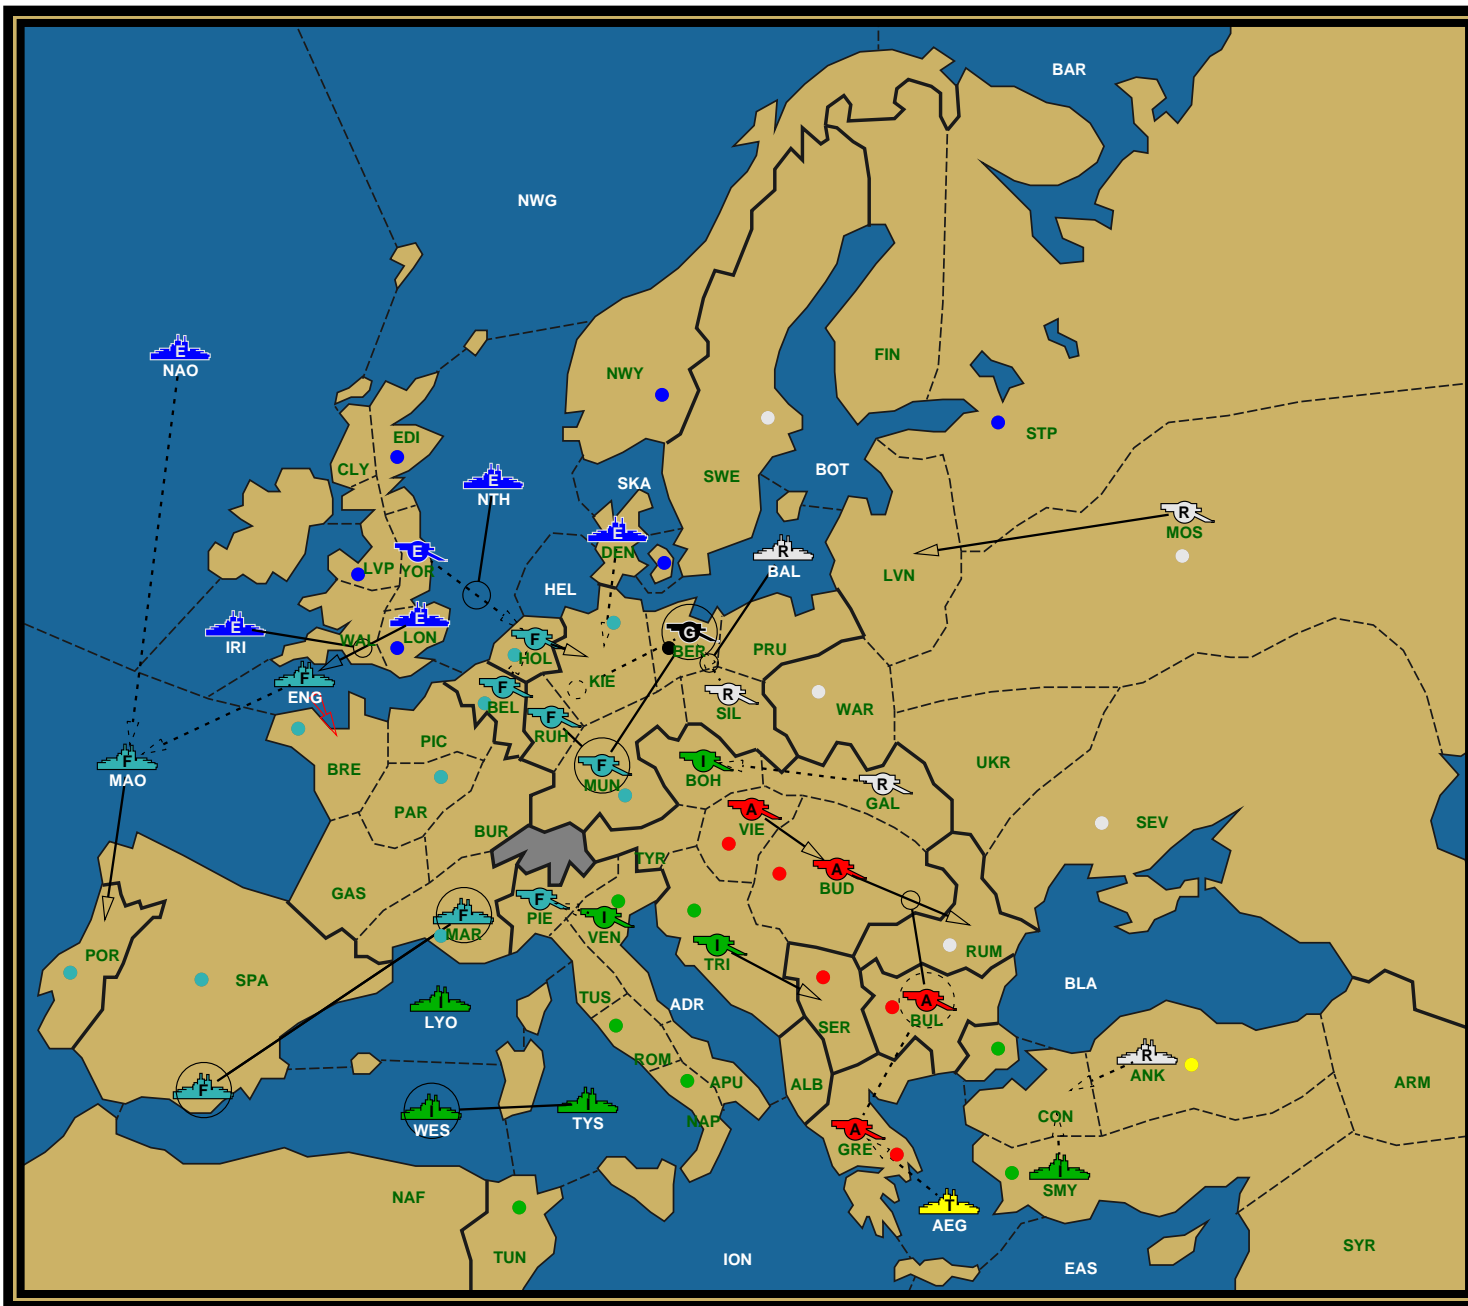 BAR
NWG
E
NAO
FIN
NWY
EDI
STP
CLY
SWE
BOT
SKA
E
NTH
R
MOS
E
DEN
R
BAL
E
YOR
LVP
LVN
HEL
E
IRI
E
LON
WAL
F
HOL
G
BER
PRU
F
ENG
F
BEL
KIE
R
SIL
WAR
F
RUH
PIC
BRE
F
MAO
F
MUN
I
BOH
R
GAL
UKR
PAR
BUR
A
VIE
SEV
TYR
A
BUD
GAS
F
PIE
F
MAR
I
VEN
I
TRI
RUM
POR
SPA
BLA
I
LYO
TUS
ADR
SER
A
BUL
ROM
APU
ALB
R
ANK
ARM
F
I
WES
I
TYS
NAP
CON
A
GRE
I
SMY
NAF
T
AEG
TUN
ION
EAS
SYR